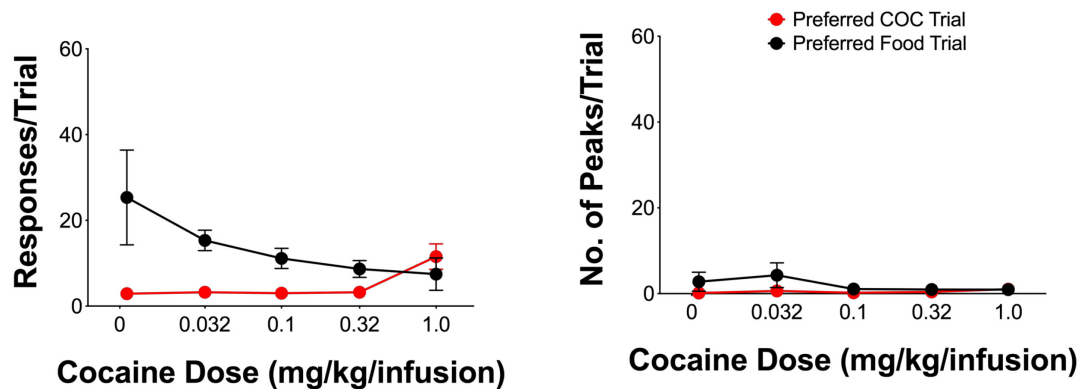 Responses/Trial
60
40
20
0
0 0.032 0.1 0.32 1.0
Cocaine Dose (mg/kg/infusion)
Preferred COC Trial
Preferred Food Trial
No. of Peaks/Trial
60
40
20
0
0 0.032 0.1 0.32 1.0
Cocaine Dose (mg/kg/infusion)